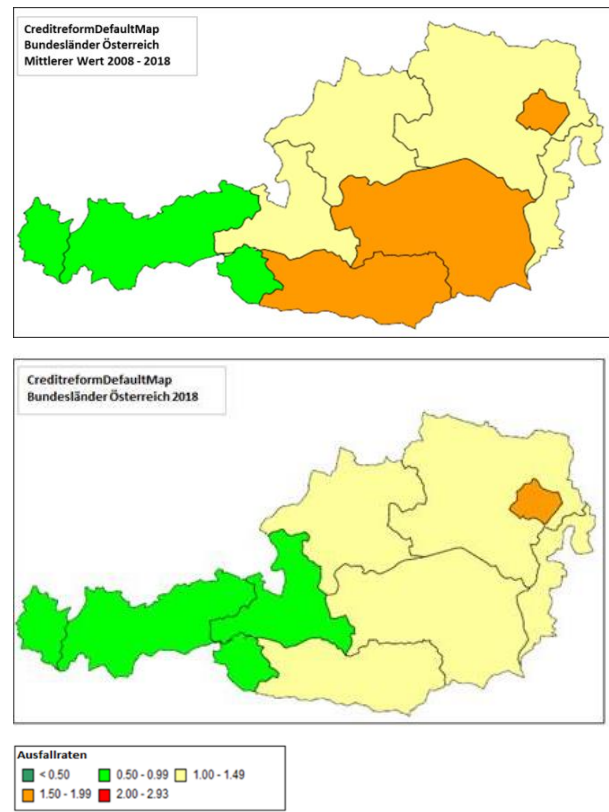 CreditreformDefaultMap
Bundesländer Österreich
Mittlerer Wert 2008 - 2018
CreditreformDefaultMap
Bundesländer Österreich 2018
Ausfallraten
< 0.50 0.50 - 0.99 1.00 - 1.49
1.50 - 1.99 2.00 - 2.93